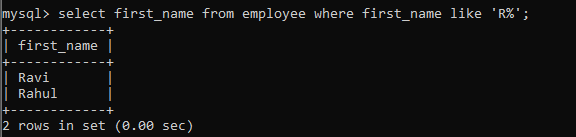 mysql> select first_name from employee where first_name like 'R%';
+------------+
| first_name |
+------------+
| Ravi       |
| Rahul      |
+------------+
2 rows in set (0.00 sec)